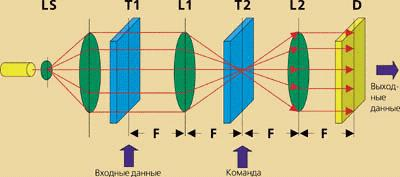 LS T1 L1 T2 L2 D
Выход-
ные
данные
F F F F
Входные данные
Команда